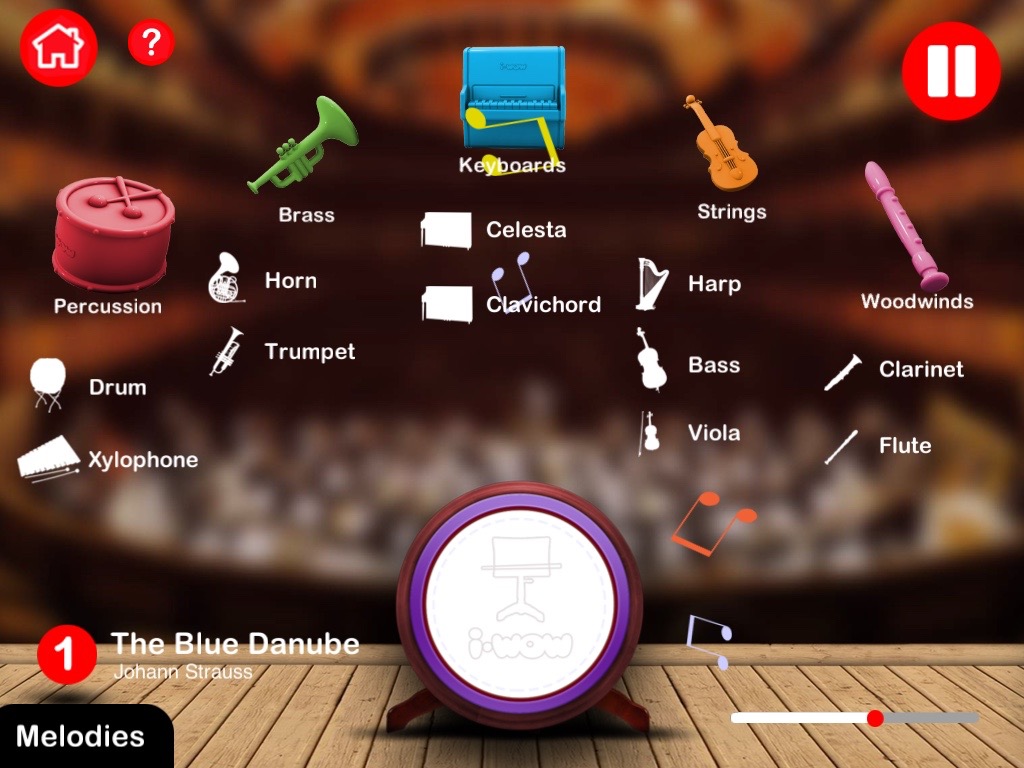 ?
Keyboards
Brass
Strings
Percussion
Woodwinds
Celesta
Horn
Clavichord
Harp
Trumpet
Bass
Drum
Clarinet
Viola
Xylophone
Flute
i-wow
1
The Blue Danube
Johann Strauss
Melodies